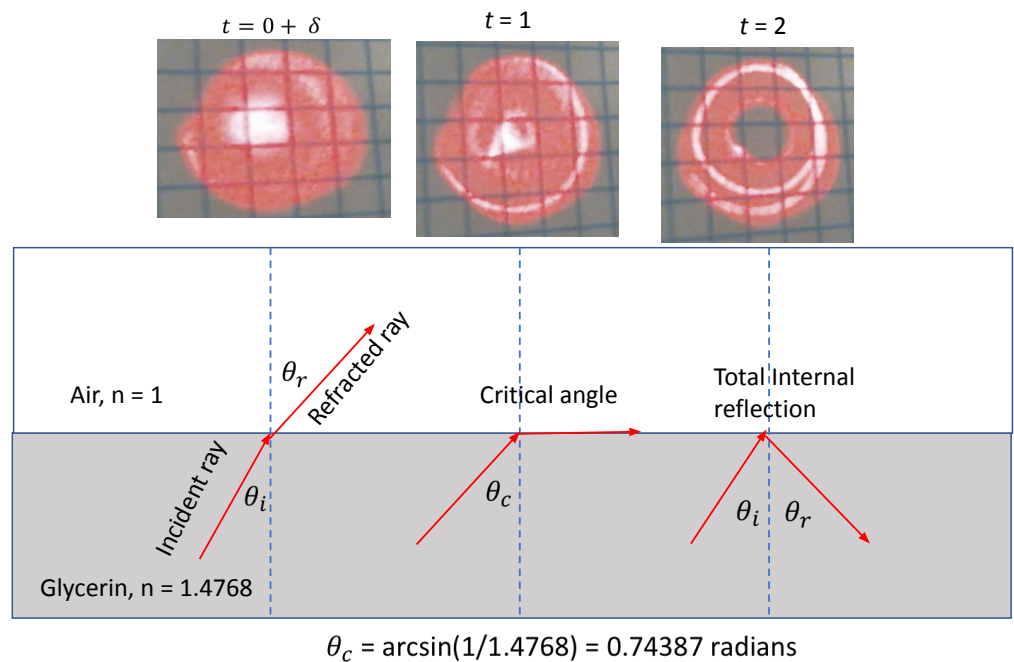 t = 0 + δ
t = 1
t = 2
θr
Refracted ray
Air, n = 1
Critical angle
Total Internal
reflection
Incident ray
θi
θc
θi
θr
Glycerin, n = 1.4768
θc = arcsin(1/1.4768) = 0.74387 radians